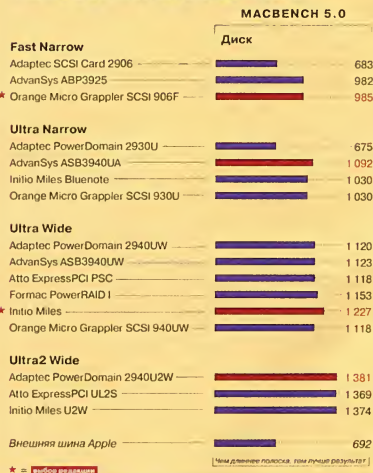 MACBENCH 5.0
Диск
Fast Narrow
Adaptec SCSI Card 2906 683
AdvanSys ABP3925 982
* Orange Micro Grappler SCSI 906F 985
Ultra Narrow
Adaptec PowerDomain 2930U 675
AdvanSys ASB3940UA 1 092
Initio Miles Bluenote 1 030
Orange Micro Grappler SCSI 930U 1 030
Ultra Wide
Adaptec PowerDomain 2940UW 1 120
AdvanSys ASB3940UW 1 123
Atto ExpressPCI PSC 1 118
Formac PowerRAID I 1 153
* Initio Miles 1 227
Orange Micro Grappler SCSI 940UW 1 118
Ultra2 Wide
Adaptec PowerDomain 2940U2W 1 381
Atto ExpressPCI UL2S 1 369
Initio Miles U2W 1 374
Внешняя шина Apple 692
Чем длиннее полоска, тем лучше результат
* = выбор редакции